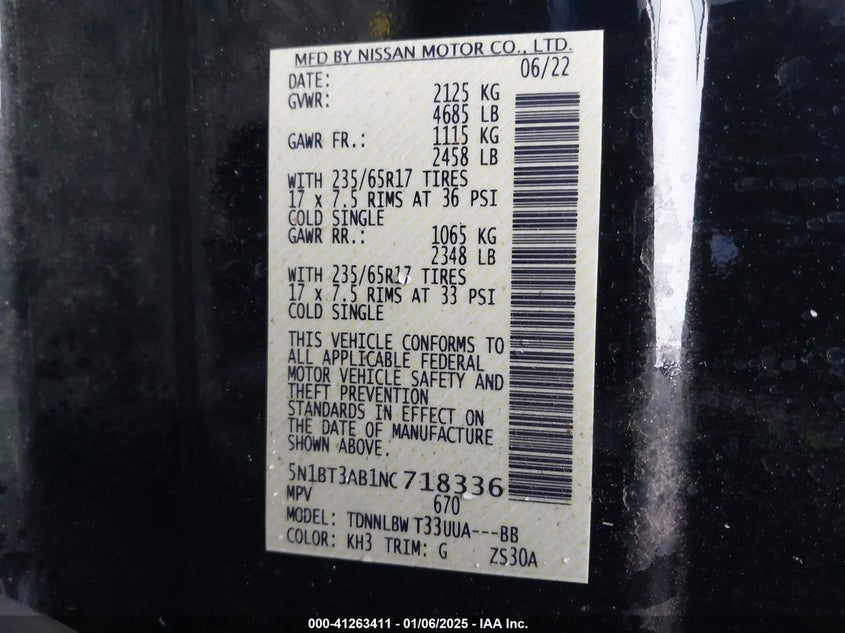 MFD BY NISSAN MOTOR CO., LTD.
DATE: 06/22
GVWR: 2125 KG
4685 LB
GAWR FR.: 1115 KG
2458 LB
WITH 235/65R17 TIRES
17 x 7.5 RIMS AT 36 PSI
COLD SINGLE
GAWR RR.: 1065 KG
2348 LB
WITH 235/65R17 TIRES
17 x 7.5 RIMS AT 33 PSI
COLD SINGLE
THIS VEHICLE CONFORMS TO
ALL APPLICABLE FEDERAL
MOTOR VEHICLE SAFETY AND
THEFT PREVENTION
STANDARDS IN EFFECT ON
THE DATE OF MANUFACTURE
SHOWN ABOVE.
5N1BT3AB1NC718336
MPV 670
MODEL: TDNNLBW T33UUA---BB
COLOR: KH3 TRIM: G ZS30A
000-41263411 - 01/06/2025 - IAA Inc.